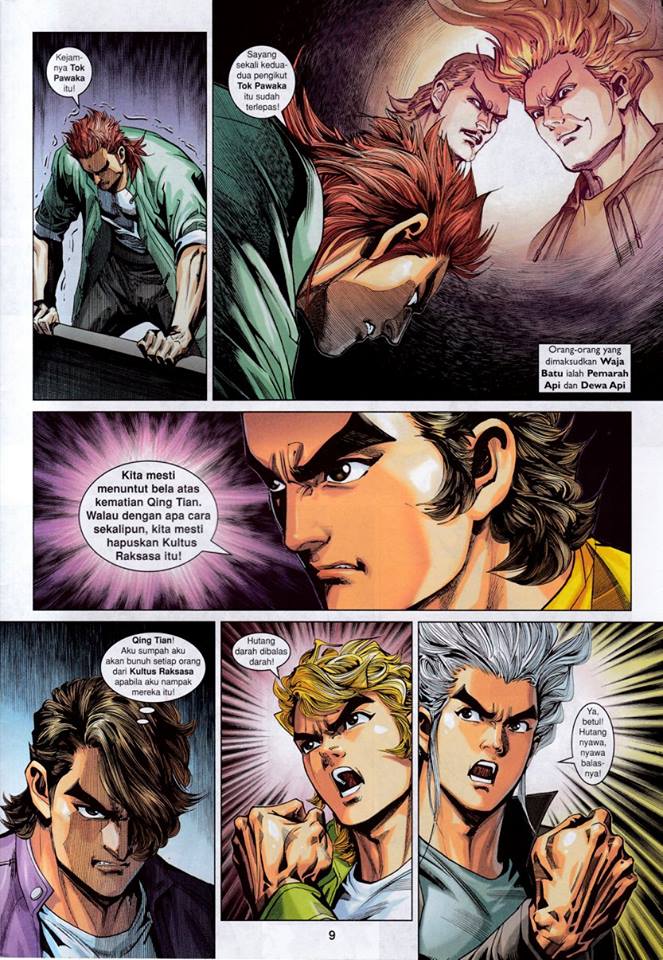 Kejam-
nya Tok
Pawaka
itu!
Sayang
sekali kedua-
dua pengikut
Tok Pawaka
itu sudah
terlepas!
Orang-orang yang
dimaksudkan Waja
Batu ialah Pemarah
Api dan Dewa Api
Kita mesti
menuntut bela atas
kematian Qing Tian.
Walau dengan apa cara
sekalipun, kita mesti
hapuskan Kultus
Raksasa itu!
Qing Tian!
Aku sumpah aku
akan bunuh setiap orang
dari Kultus Raksasa
apabila aku nampak
mereka itu!
Hutang
darah dibalas
darah!
Ya,
betul!
Hutang
nyawa,
nyawa
balas-
nya!
9